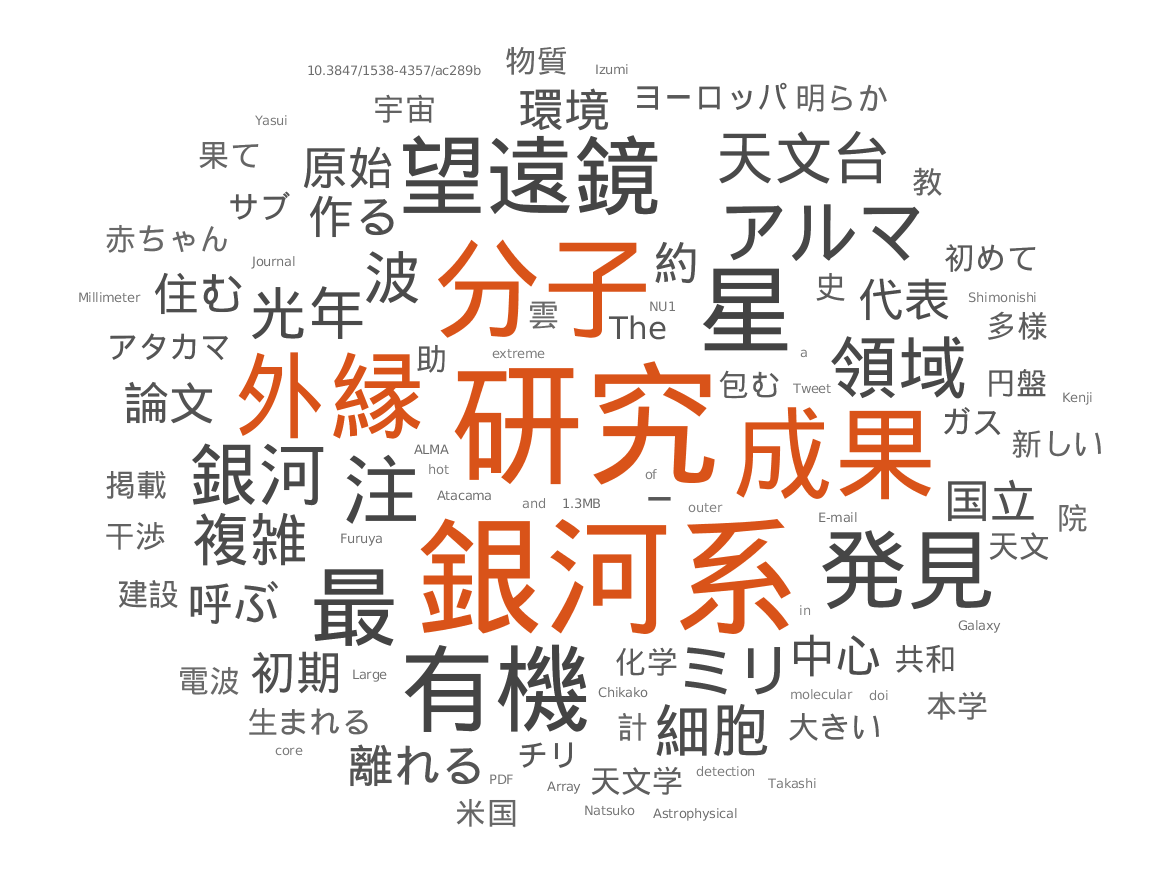 物質
10.3847/1538-4357/ac289b
Izumi
宇宙
環境
ヨーロッパ
明らか
Yasui
果て
原始
望遠鏡
天文台
教
サブ
作る
アルマ
赤ちゃん
Journal
波
分子
約
初めて
Millimeter
住む
光年
雲
The
NU1
星
史
代表
Shimonishi
多様
アタカマ
助
extreme
a
領域
論文
外縁
研究
包む
Tweet
円盤
Kenji
成果
ガス
新しい
銀河
注
ALMA
hot
of
掲載
Atacama
and
1.3MB
ー
outer
国立
院
干渉
複雑
Furuya
銀河系
E-mail
発見
天文
建設
呼ぶ
最
in
Galaxy
電波
初期
Large
有機
化学
ミリ
中心
共和
Chikako
molecular
doi
本学
生まれる
計
細胞
大きい
core
離れる
チリ
PDF
Array
天文学
detection
Takashi
米国
Natsuko
Astrophysical